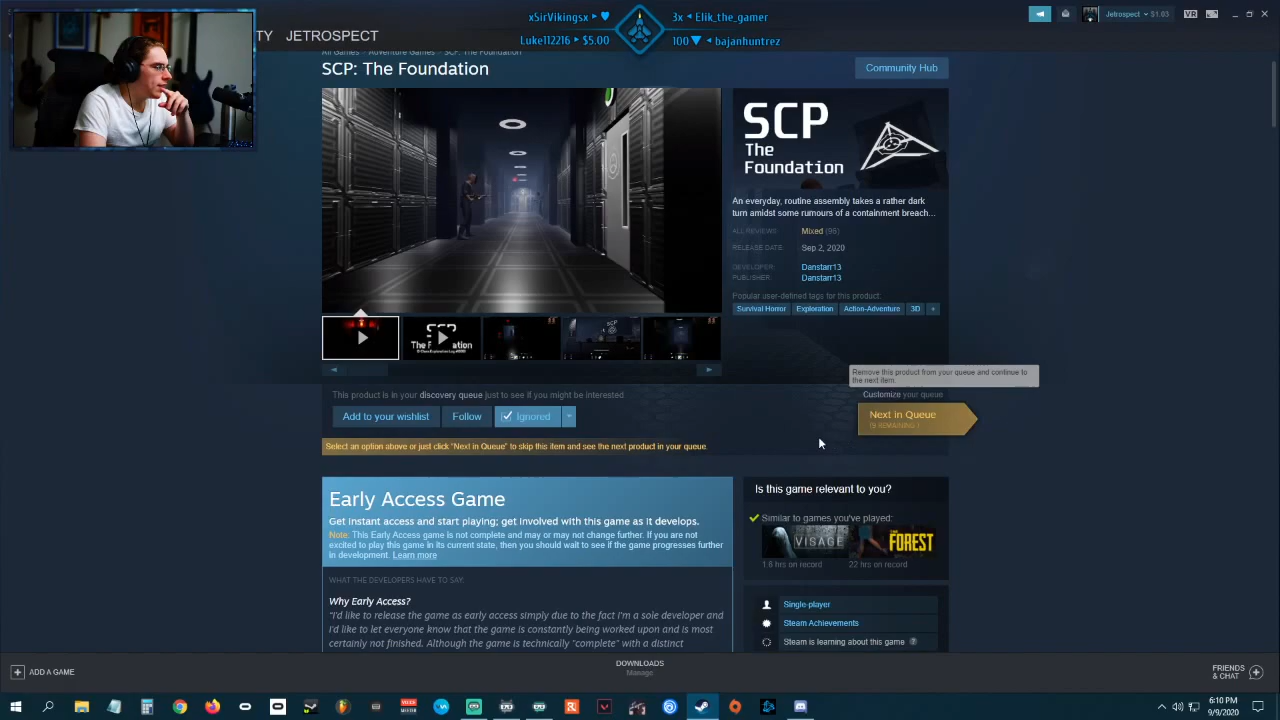 xSirVikingsx ▸ ♥
3x ◂ Elik_the_gamer
Luke112216 ▸ $5.00
100 ▼ ◂ bajanhuntrez
TY JETROSPECT
Jetrospect $1.65
VR
All Games > Adventure Games > SCP: The Foundation
SCP: The Foundation
Community Hub
SCP
The
Foundation
An everyday, routine assembly takes a rather dark
turn amidst some rumours of a containment breach...
ALL REVIEWS: Mixed (96)
RELEASE DATE: Sep 2, 2020
DEVELOPER: Danstarr13
PUBLISHER: Danstarr13
Popular user-defined tags for this product:
Survival Horror Exploration Action-Adventure 3D +
SCP
Remove this product from your queue and continue to
the next item.
This product is in your discovery queue just to see if you might be interested.
Customize your queue
Add to your wishlist Follow Ignored
Next in Queue
(9 REMAINING )
Select an option above or just click "Next in Queue" to skip this item and see the next product in your queue.
Early Access Game
Get instant access and start playing; get involved with this game as it develops.
Note: This Early Access game is not complete and may or may not change further. If you are
not excited to play this game in its current state, then you should wait to see if the game progresses further
in development. Learn more
WHAT THE DEVELOPERS HAVE TO SAY:
Why Early Access?
"I'd like to release the game as early access simply due to the fact I'm a sole developer and
I'd like to let everyone know that the game is constantly being worked upon and is most
certainly not finished. Although the game is technically "complete" with a distinct
Is this game relevant to you?
Similar to games you've played:
VISAGE
THE FOREST
1.6 hrs on record 22 hrs on record
Single-player
Steam Achievements
Steam is learning about this game ?
ADD A GAME
DOWNLOADS
Manage
FRIENDS
& CHAT
6:10 PM
9/9/2020